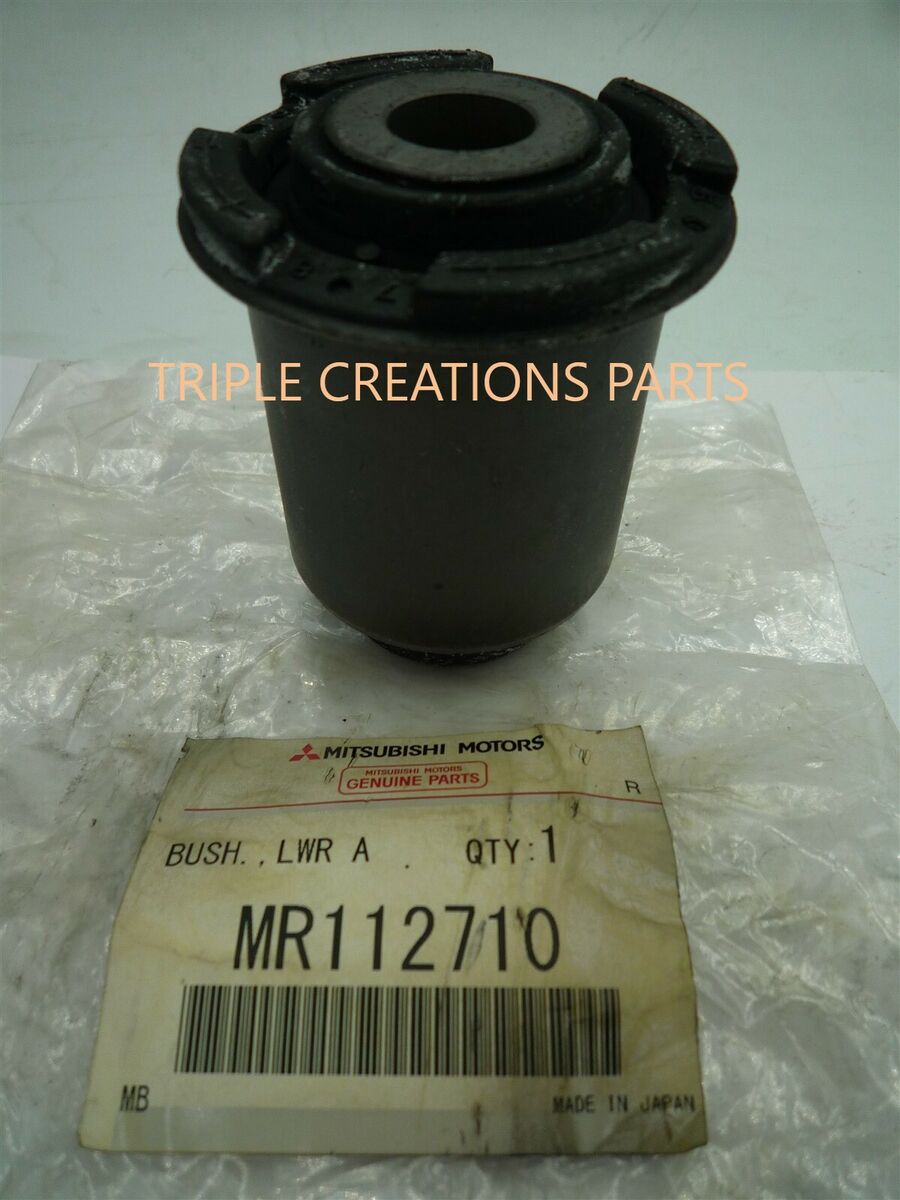 TRIPLE CREATIONS PARTS
MITSUBISHI MOTORS
MITSUBISHI MOTORS
GENUINE PARTS
R
BUSH., LWR A . QTY:1
MR112710
MB MADE IN JAPAN